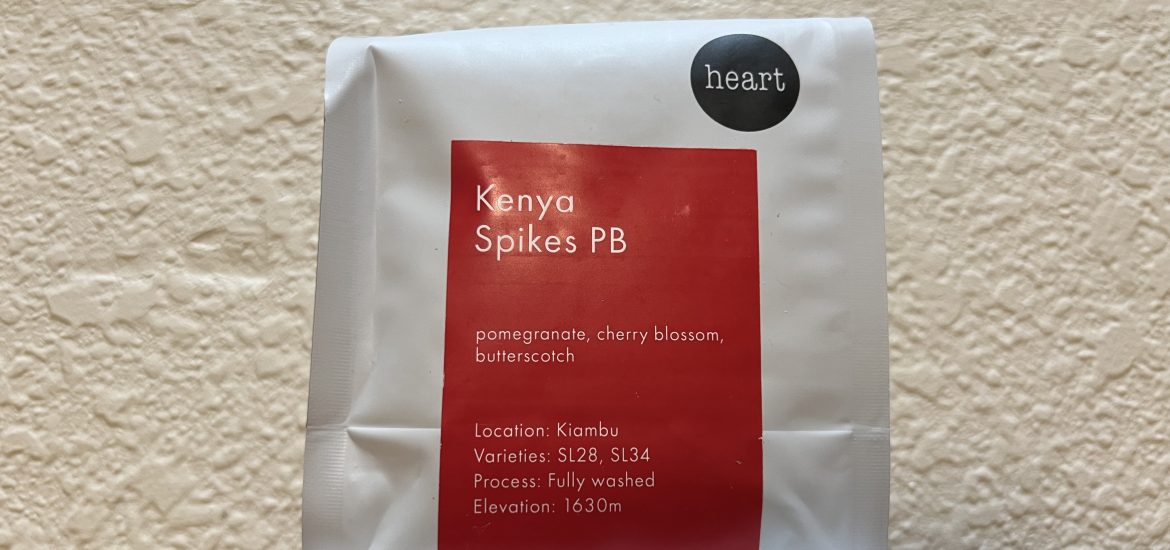 heart
Kenya
Spikes PB
pomegranate, cherry blossom,
butterscotch
Location: Kiambu
Varieties: SL28, SL34
Process: Fully washed
Elevation: 1630m